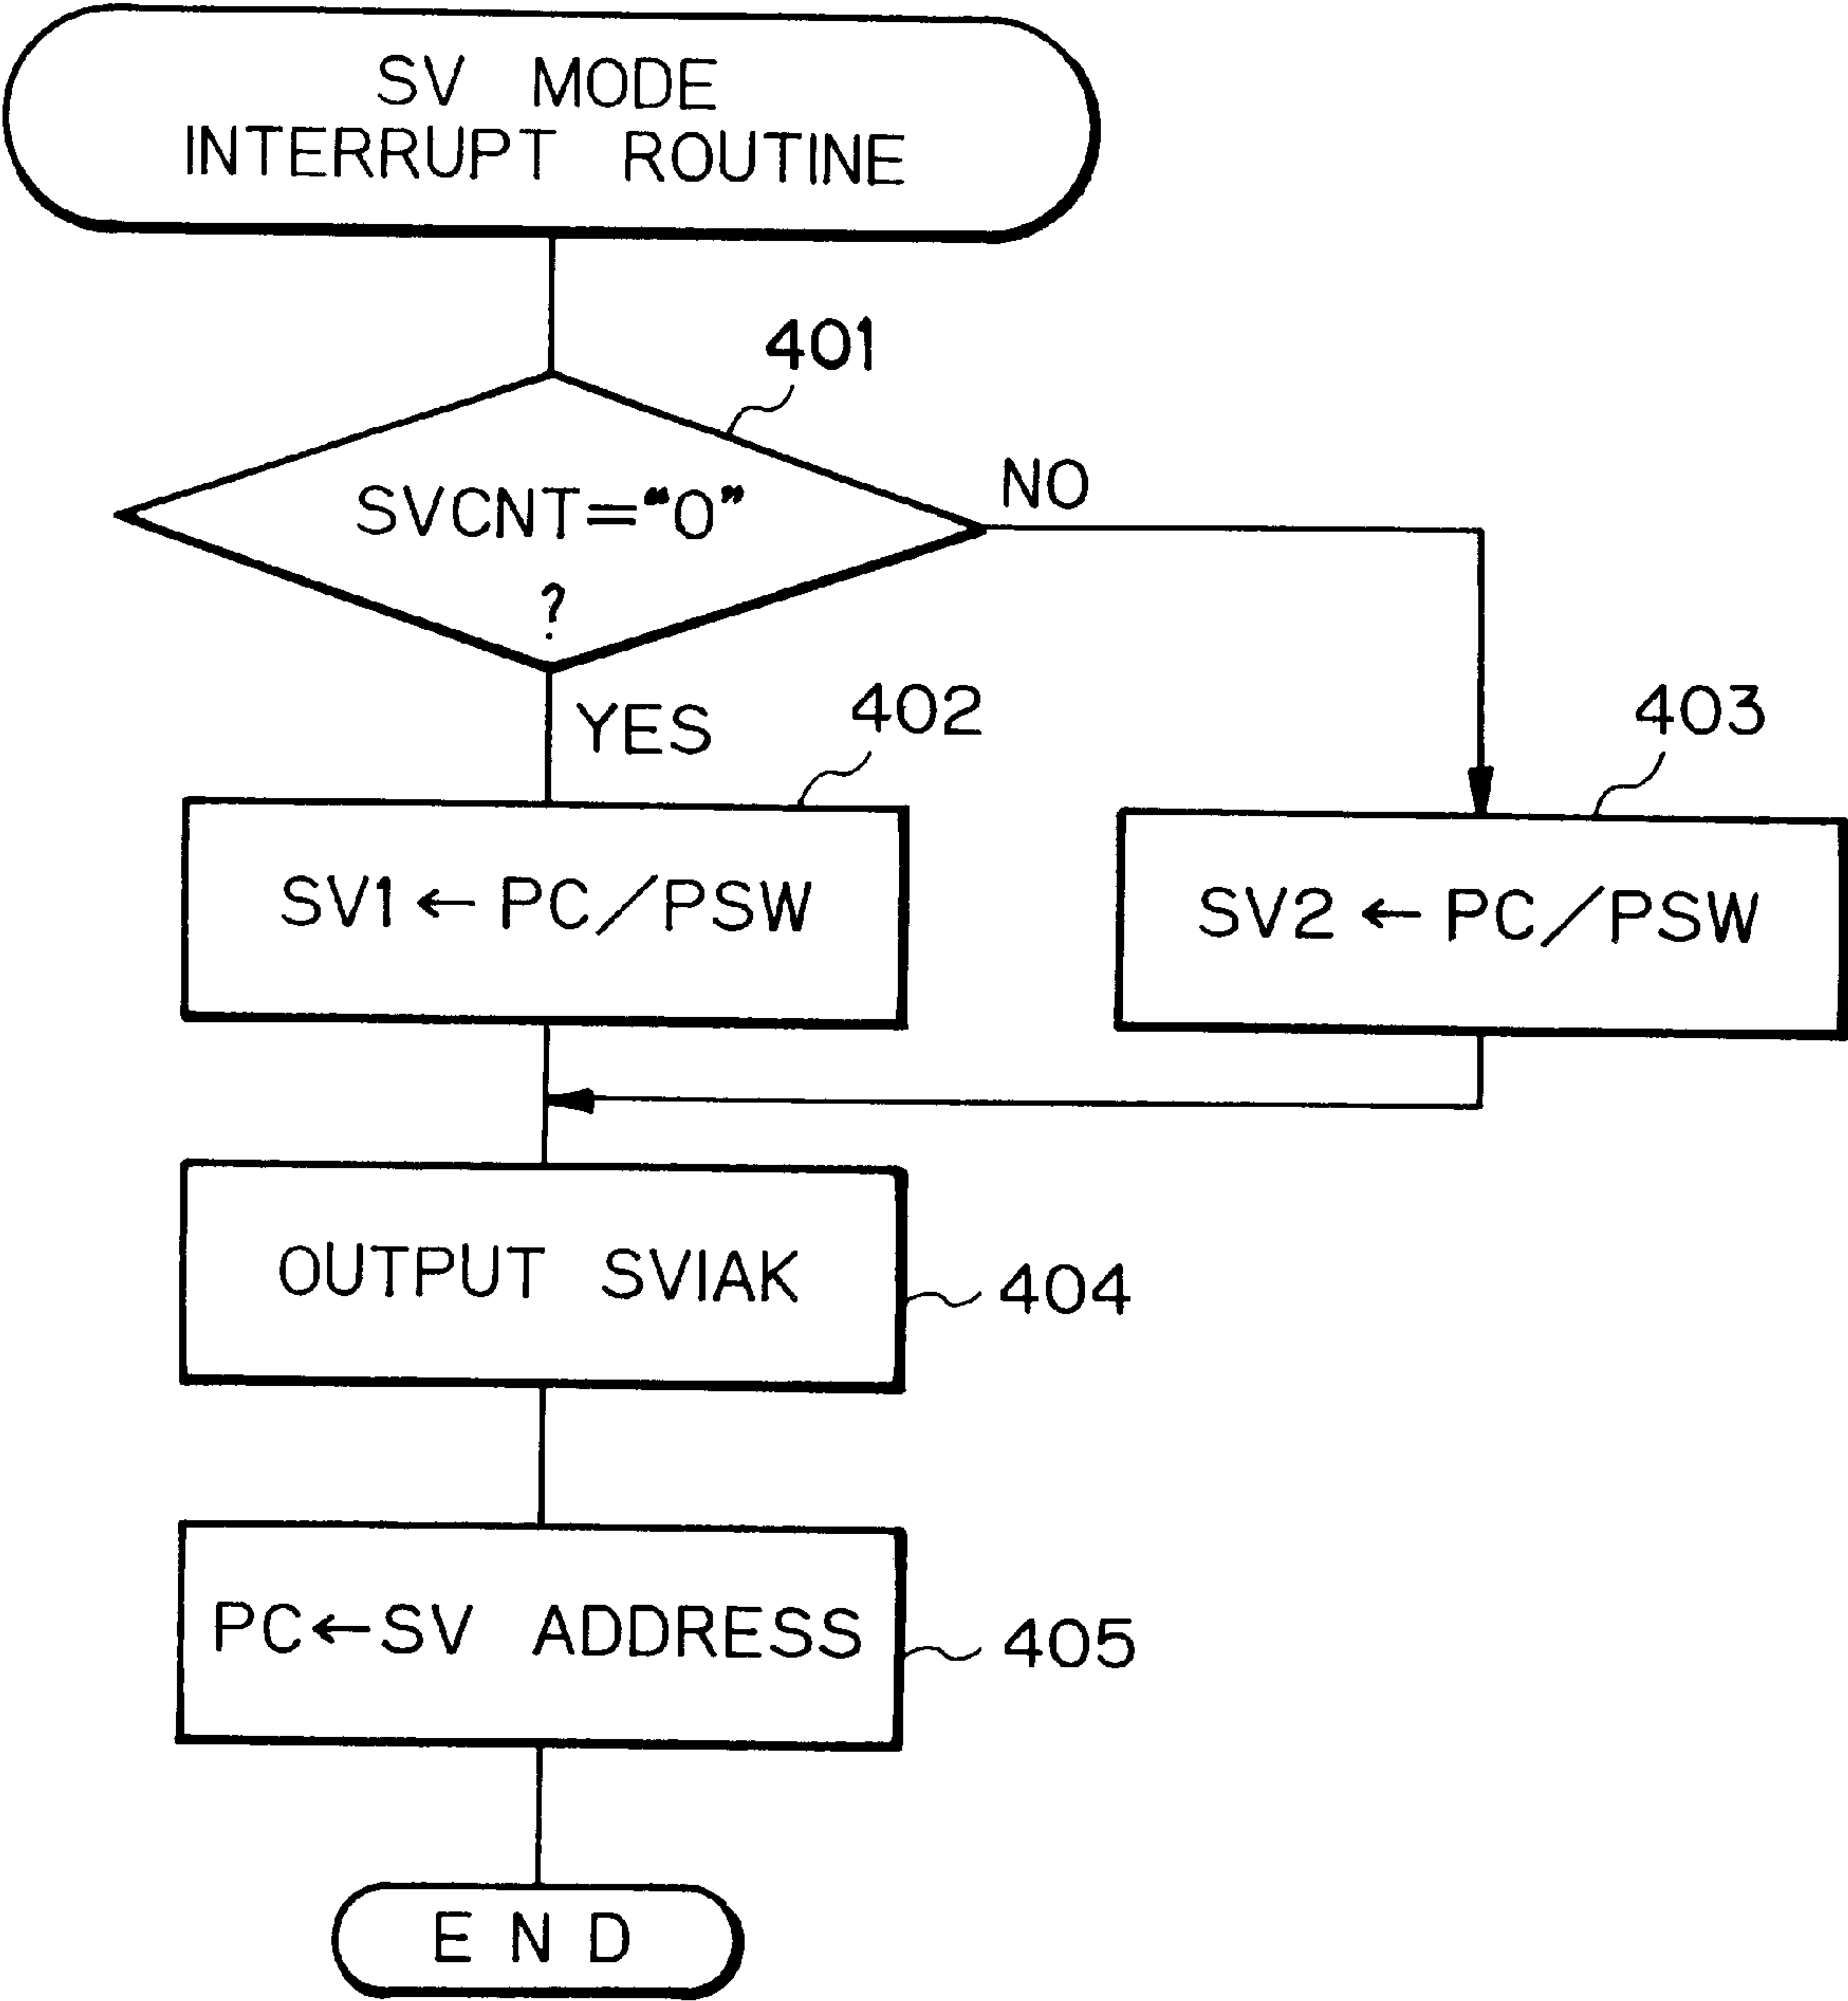 SV MODE
INTERRUPT ROUTINE
401
SVCNT=“0”
?
NO
YES
402
403
SV1←PC/PSW
SV2←PC/PSW
OUTPUT SVIAK
404
PC←SV ADDRESS
405
END